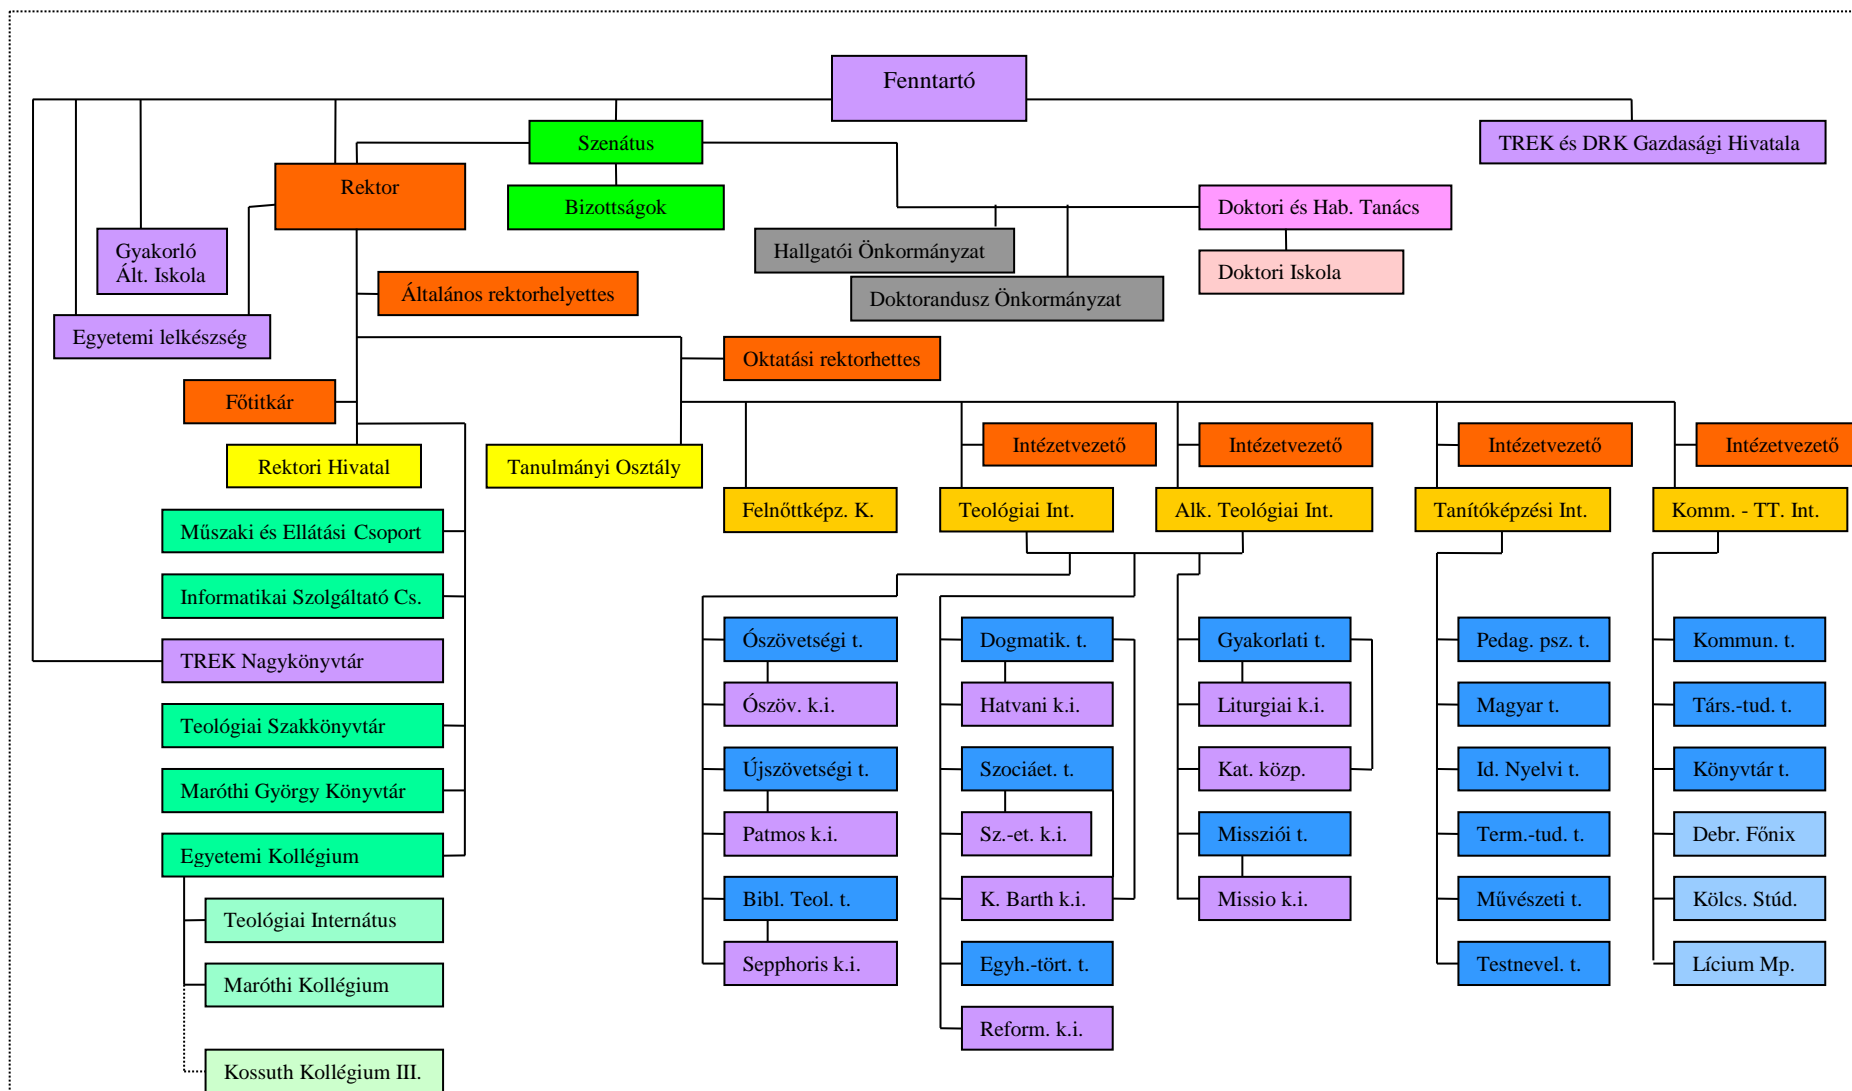 Fenntartó
Szenátus
TREK és DRK Gazdasági Hivatala
Rektor
Bizottságok
Doktori és Hab. Tanács
Gyakorló
Ált. Iskola
Hallgatói Önkormányzat
Doktori Iskola
Általános rektorhelyettes
Doktorandusz Önkormányzat
Egyetemi lelkészség
Oktatási rektorhettes
Főtitkár
Intézetvezető
Intézetvezető
Intézetvezető
Intézetvezető
Rektori Hivatal
Tanulmányi Osztály
Felnőttképz. K.
Teológiai Int.
Alk. Teológiai Int.
Tanítóképzési Int.
Komm. - TT. Int.
Műszaki és Ellátási Csoport
Informatikai Szolgáltató Cs.
TREK Nagykönyvtár
Teológiai Szakkönyvtár
Maróthi György Könyvtár
Egyetemi Kollégium
Teológiai Internátus
Maróthi Kollégium
Kossuth Kollégium III.
Ószövetségi t.
Ószöv. k.i.
Újszövetségi t.
Patmos k.i.
Bibl. Teol. t.
Sepphoris k.i.
Dogmatik. t.
Hatvani k.i.
Szociáet. t.
Sz.-et. k.i.
K. Barth k.i.
Egyh.-tört. t.
Reform. k.i.
Gyakorlati t.
Liturgiai k.i.
Kat. közp.
Missziói t.
Missio k.i.
Pedag. psz. t.
Magyar t.
Id. Nyelvi t.
Term.-tud. t.
Művészeti t.
Testnevel. t.
Kommun. t.
Társ.-tud. t.
Könyvtár t.
Debr. Főnix
Kölcs. Stúd.
Lícium Mp.